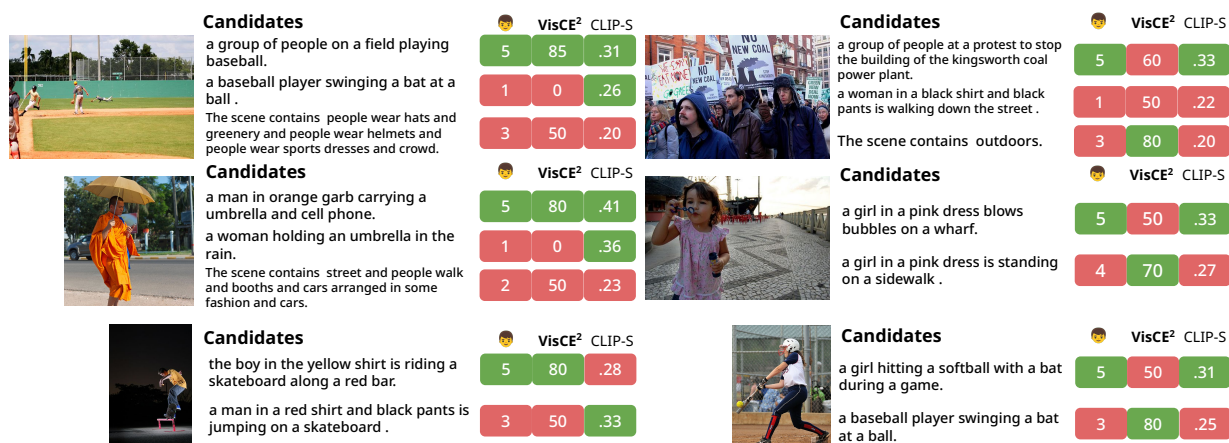 Candidates
VisCE² CLIP-S
a group of people on a field playing
baseball.
5 85 .31
a baseball player swinging a bat at a
ball .
1 0 .26
The scene contains  people wear hats and
greenery and people wear helmets and
people wear sports dresses and crowd.
3 50 .20
Candidates
VisCE² CLIP-S
a man in orange garb carrying a
umbrella and cell phone.
5 80 .41
a woman holding an umbrella in the
rain.
1 0 .36
The scene contains  street and people walk
and booths and cars arranged in some
fashion and cars.
2 50 .23
Candidates
VisCE² CLIP-S
the boy in the yellow shirt is riding a
skateboard along a red bar.
5 80 .28
a man in a red shirt and black pants is
jumping on a skateboard .
3 50 .33
NO
NEW COAL
NO
NEW COAL
Candidates
VisCE² CLIP-S
a group of people at a protest to stop
the building of the kingsworth coal
power plant.
5 60 .33
a woman in a black shirt and black
pants is walking down the street .
1 50 .22
The scene contains  outdoors.
3 80 .20
Candidates
VisCE² CLIP-S
a girl in a pink dress blows
bubbles on a wharf.
5 50 .33
a girl in a pink dress is standing
on a sidewalk .
4 70 .27
Candidates
VisCE² CLIP-S
a girl hitting a softball with a bat
during a game.
5 50 .31
a baseball player swinging a bat
at a ball.
3 80 .25